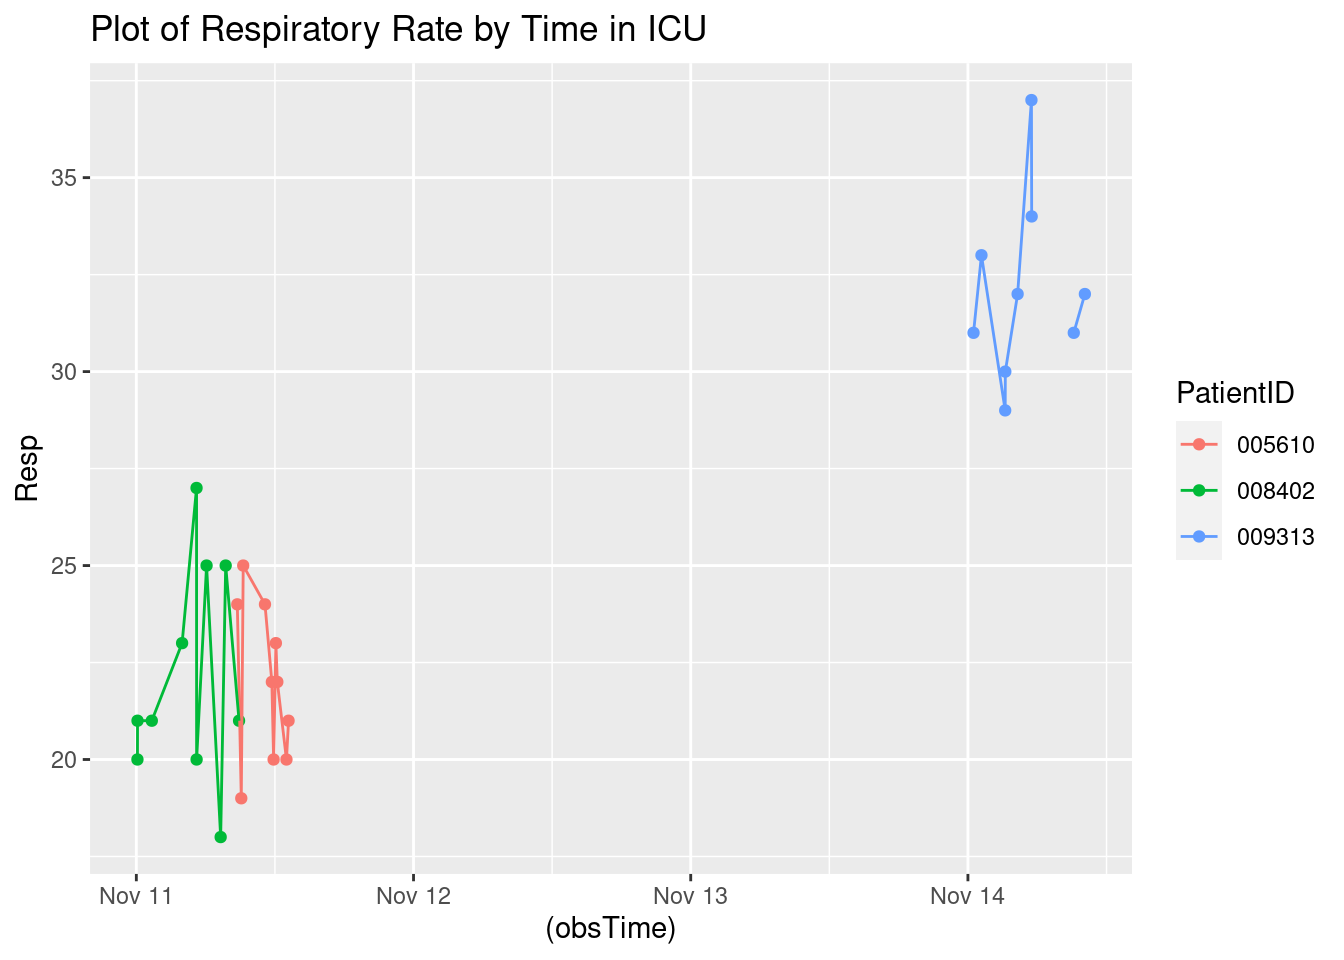 Plot of Respiratory Rate by Time in ICU
35
30
25
20
Resp
Nov 11
Nov 12
Nov 13
Nov 14
(obsTime)
PatientID
005610
008402
009313